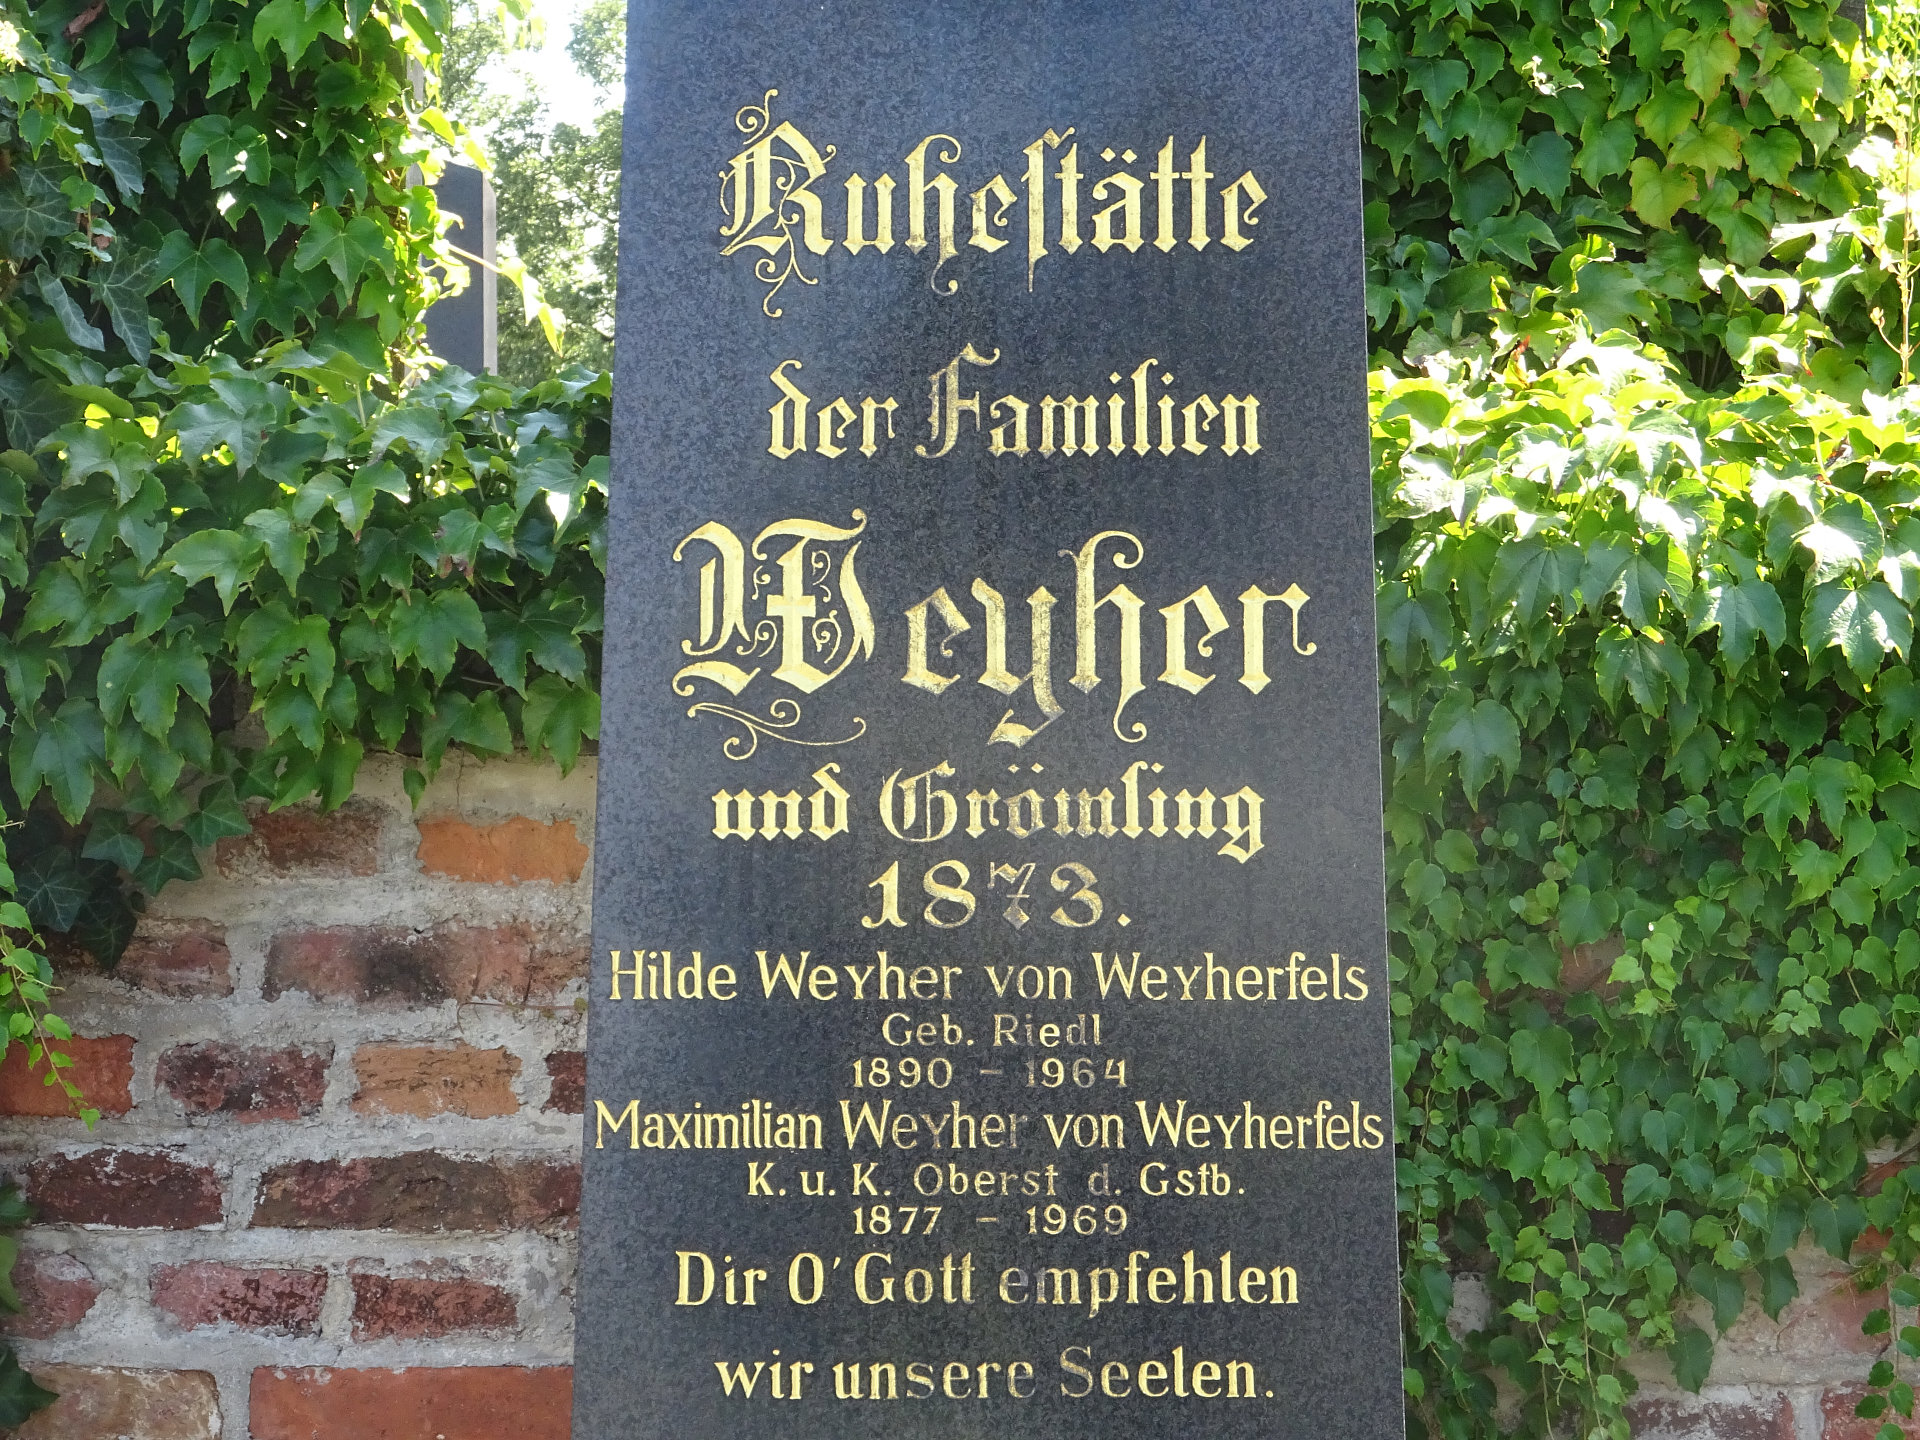 Ruhestätte
der Familien
Weyher
und Grömling
1873.
Hilde Weyher von Weyherfels
Geb. Riedl
1890 - 1964
Maximilian Weyher von Weyherfels
K. u. K. Oberst d. Gstb.
1877 - 1969
Dir O' Gott empfehlen
wir unsere Seelen.